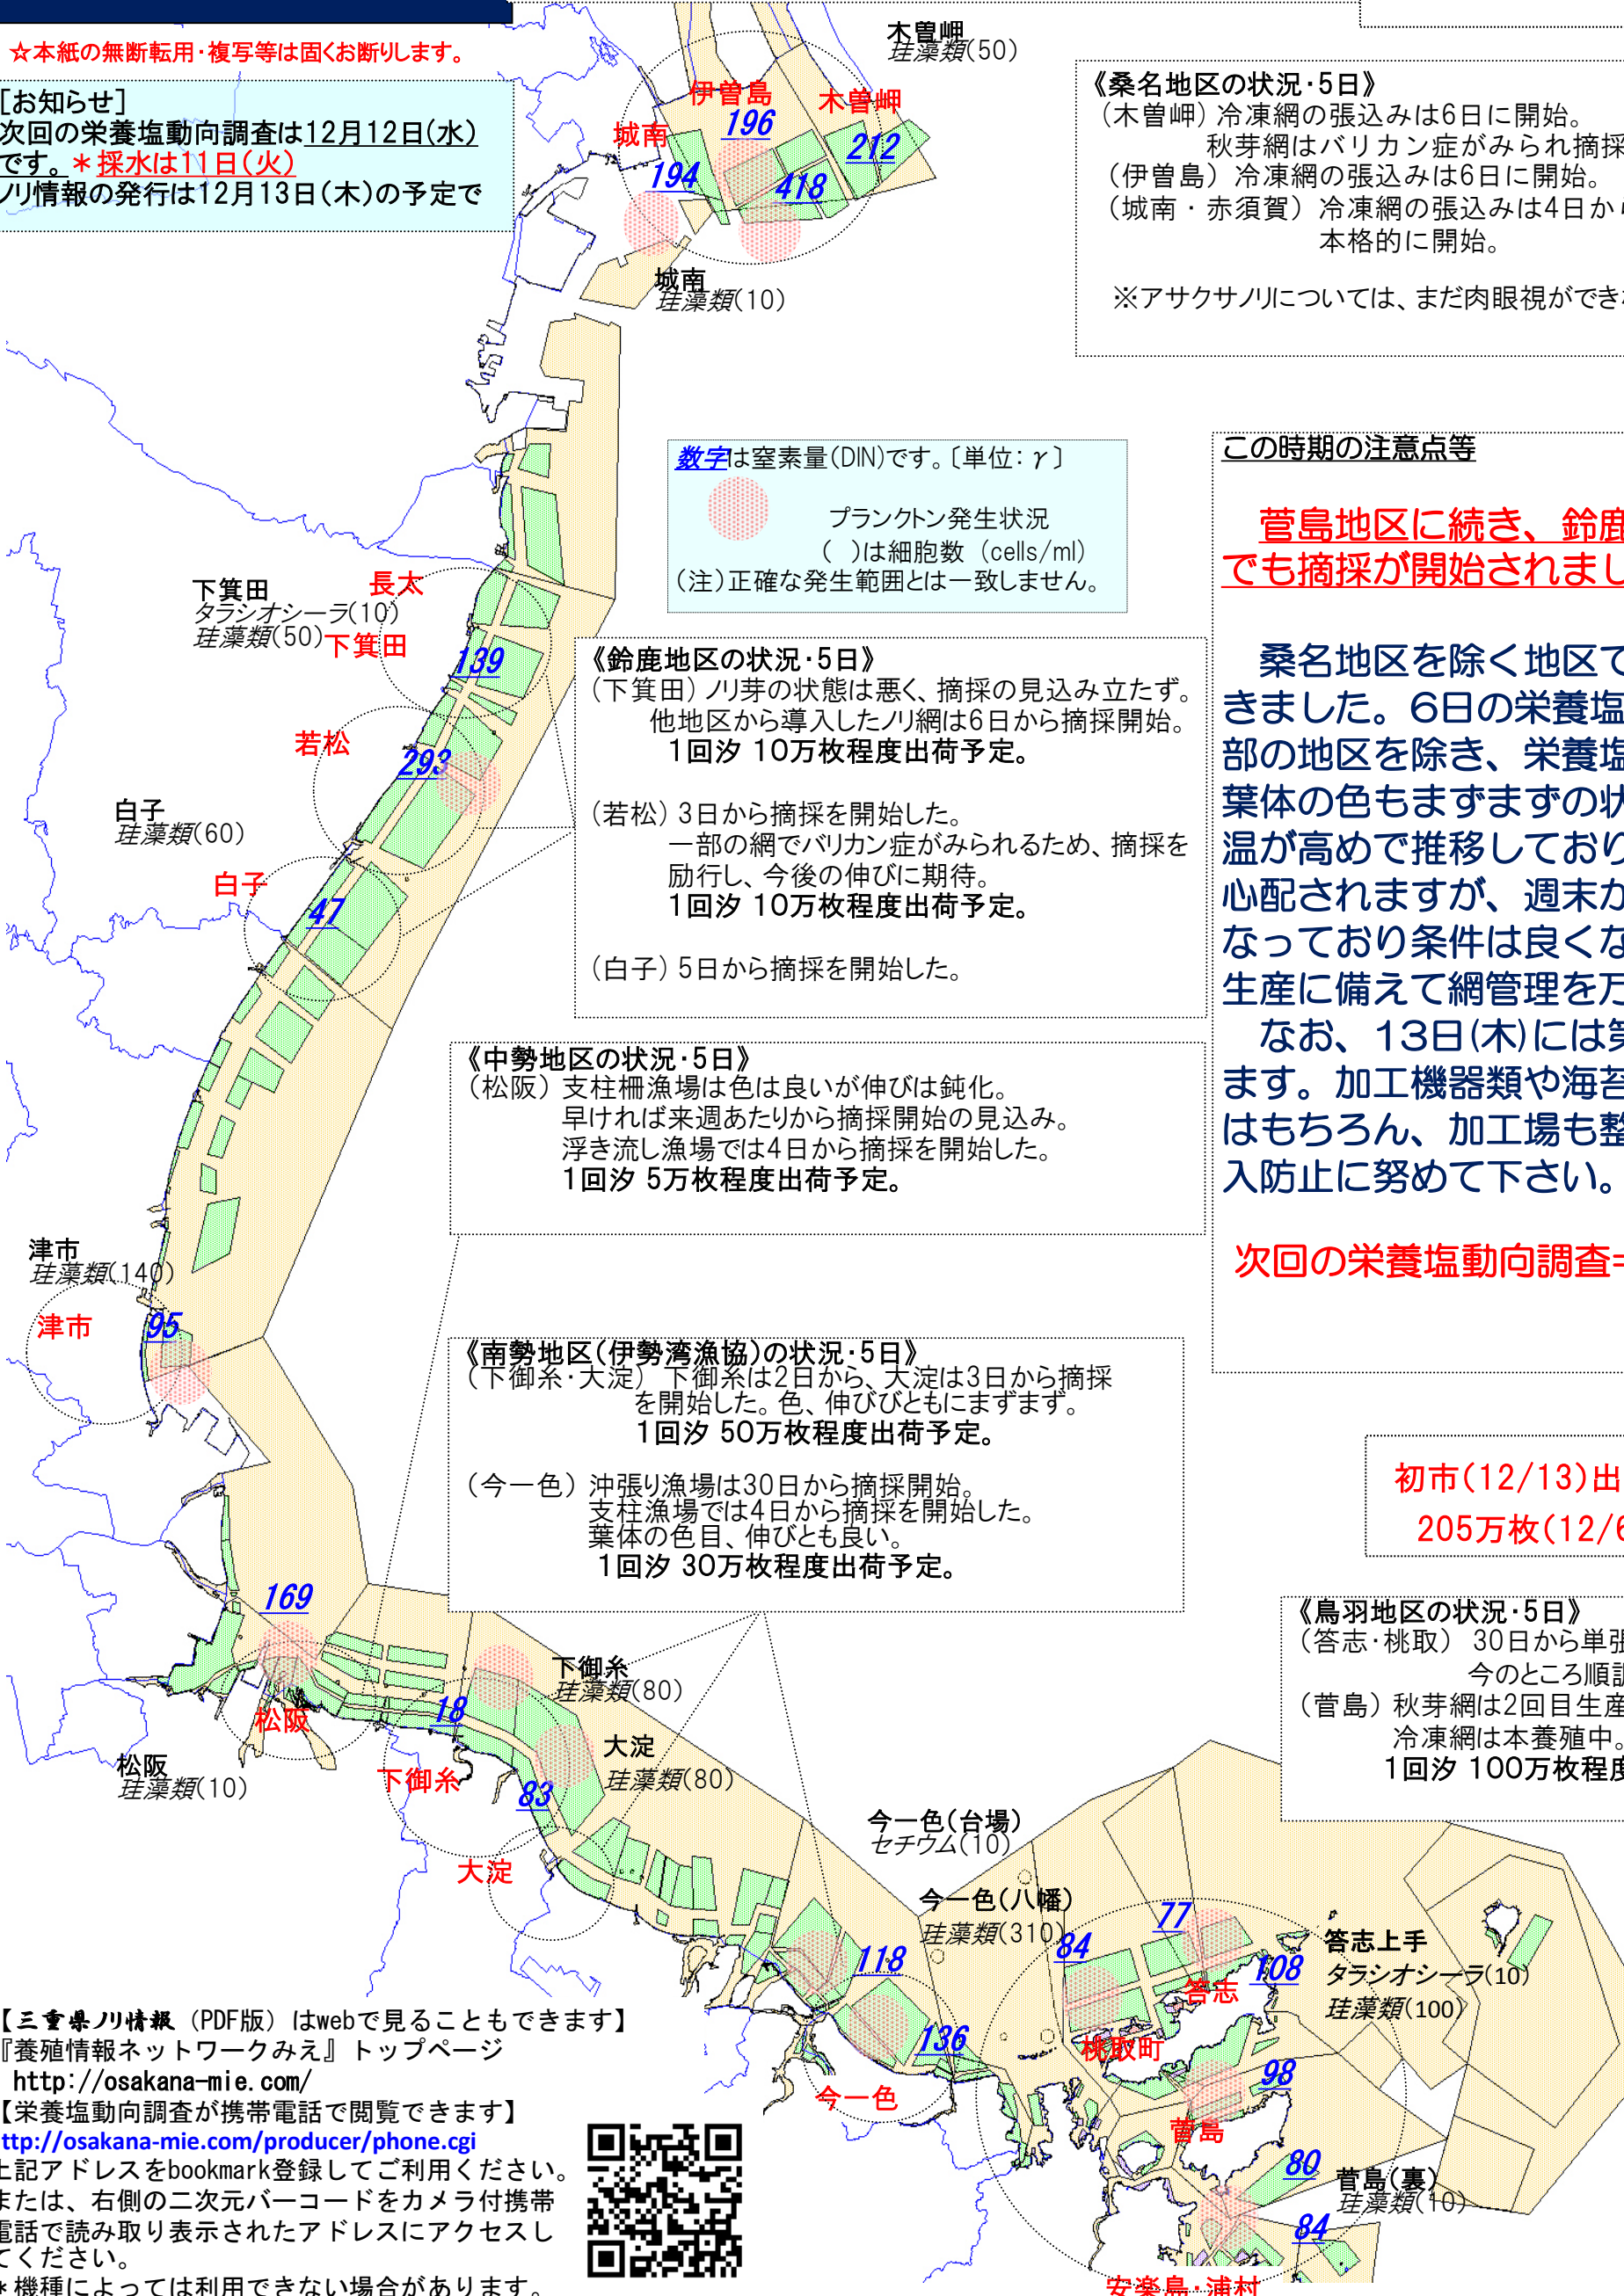 ☆本紙の無断転用・複写等は固くお断りします。
[お知らせ]
次回の栄養塩動向調査は12月12日(水)
です。＊採水は11日(火)
ノリ情報の発行は12月13日(木)の予定で
木曽岬
珪藻類(50)
伊曽島
196
木曽岬
212
城南
194
418
城南
珪藻類(10)
《桑名地区の状況・5日》
（木曽岬）冷凍網の張込みは6日に開始。
秋芽網はバリカン症がみられ摘採
（伊曽島）冷凍網の張込みは6日に開始。
（城南・赤須賀）冷凍網の張込みは4日から
本格的に開始。
※アサクサノリについては、まだ肉眼視ができ
数字は窒素量(DIN)です。〔単位：γ〕
プランクトン発生状況
（ ）は細胞数（cells/ml）
（注）正確な発生範囲とは一致しません。
この時期の注意点等
菅島地区に続き、鈴鹿
でも摘採が開始されまし
桑名地区を除く地区で
きました。6日の栄養塩
部の地区を除き、栄養塩
葉体の色もまずまずの状
温が高めで推移しており
心配されますが、週末か
なっており条件は良くな
生産に備えて網管理を万
なお、13日(木)には第
ます。加工機器類や海苔
はもちろん、加工場も整
入防止に努めて下さい。
次回の栄養塩動向調査
下箕田
タラシオシーラ(10)
珪藻類(50)
長太
下箕田
139
若松
293
白子
珪藻類(60)
白子
47
《鈴鹿地区の状況・5日》
（下箕田）ノリ芽の状態は悪く、摘採の見込み立たず。
他地区から導入したノリ網は6日から摘採開始。
1回汐 10万枚程度出荷予定。
（若松）3日から摘採を開始した。
一部の網でバリカン症がみられるため、摘採を
励行し、今後の伸びに期待。
1回汐 10万枚程度出荷予定。
（白子）5日から摘採を開始した。
《中勢地区の状況・5日》
（松阪）支柱柵漁場は色は良いが伸びは鈍化。
早ければ来週あたりから摘採開始の見込み。
浮き流し漁場では4日から摘採を開始した。
1回汐 5万枚程度出荷予定。
津市
珪藻類(140)
津市
95
《南勢地区(伊勢湾漁協)の状況・5日》
（下御糸・大淀）下御糸は2日から、大淀は3日から摘採
を開始した。色、伸びびともにまずまず。
1回汐 50万枚程度出荷予定。
（今一色）沖張り漁場は30日から摘採開始。
支柱漁場では4日から摘採を開始した。
葉体の色目、伸びとも良い。
1回汐 30万枚程度出荷予定。
初市(12/13)出
205万枚(12/6
《鳥羽地区の状況・5日》
（答志・桃取） 30日から単張
今のところ順調
（菅島）秋芽網は2回目生産
冷凍網は本養殖中。
1回汐 100万枚程度
169
松阪
松阪
珪藻類(10)
下御糸
珪藻類(80)
18
下御糸
大淀
珪藻類(80)
83
大淀
今一色(台場)
セチウム(10)
今一色(八幡)
珪藻類(310)
118
136
今一色
84
77
108
答志
桃取町
答志上手
タラシオシーラ(10)
珪藻類(100)
98
菅島
80
菅島(裏)
珪藻類(10)
84
安楽島・浦村
【三重県ノリ情報（PDF版）はwebで見ることもできます】
『養殖情報ネットワークみえ』トップページ
http://osakana-mie.com/
【栄養塩動向調査が携帯電話で閲覧できます】
ttp://osakana-mie.com/producer/phone.cgi
上記アドレスをbookmark登録してご利用ください。
または、右側の二次元バーコードをカメラ付携帯
電話で読み取り表示されたアドレスにアクセスし
てください。
＊機種によっては利用できない場合があります。